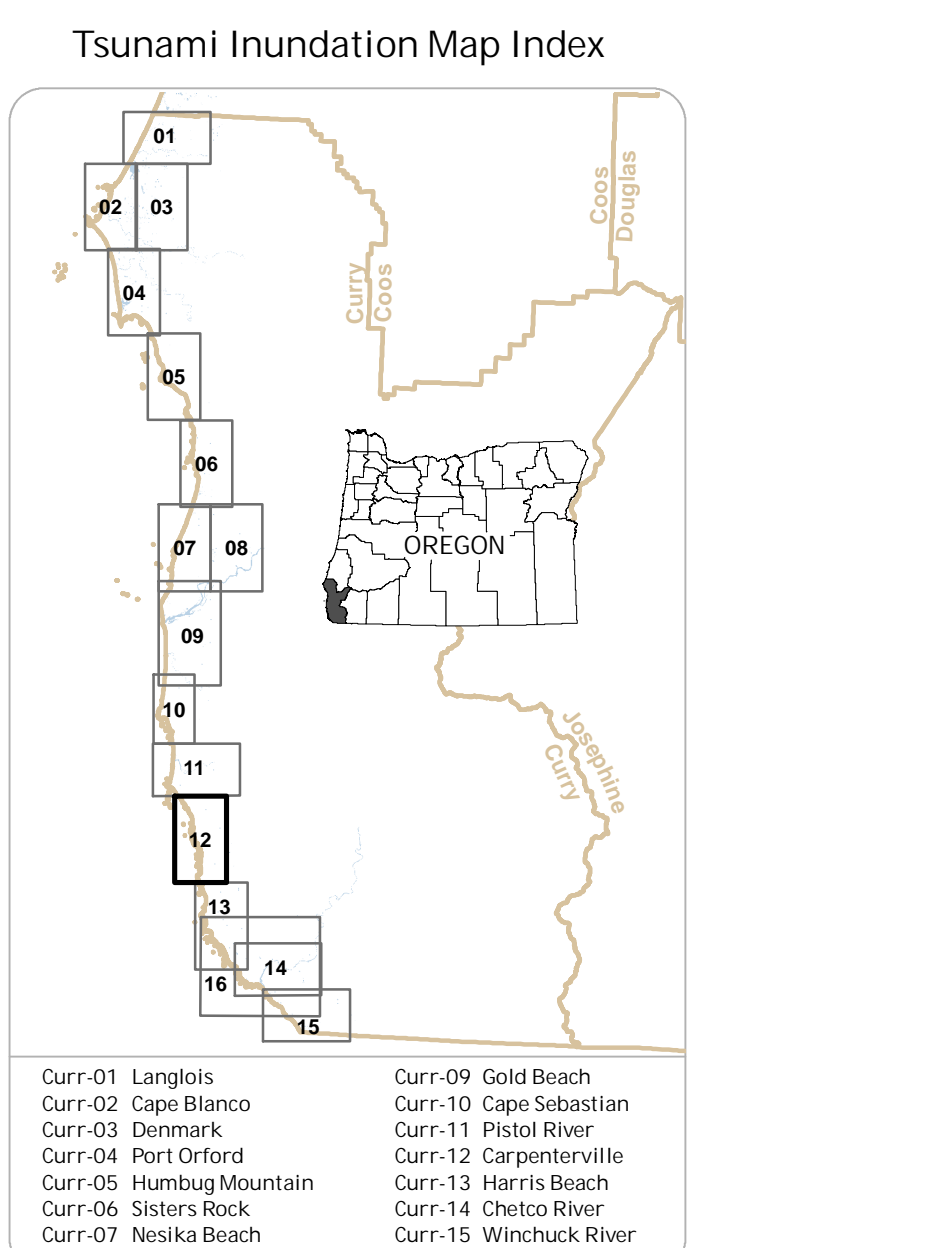 Tsunami Inundation Map Index
01
02
03
04
05
06
07
08
09
10
11
12
13
14
16
15
Curry
Coos
Coos
Douglas
OREGON
Josephine
Curry
Curr-01 Langlois
Curr-02 Cape Blanco
Curr-03 Denmark
Curr-04 Port Orford
Curr-05 Humbug Mountain
Curr-06 Sisters Rock
Curr-07 Nesika Beach
Curr-09 Gold Beach
Curr-10 Cape Sebastian
Curr-11 Pistol River
Curr-12 Carpenterville
Curr-13 Harris Beach
Curr-14 Chetco River
Curr-15 Winchuck River